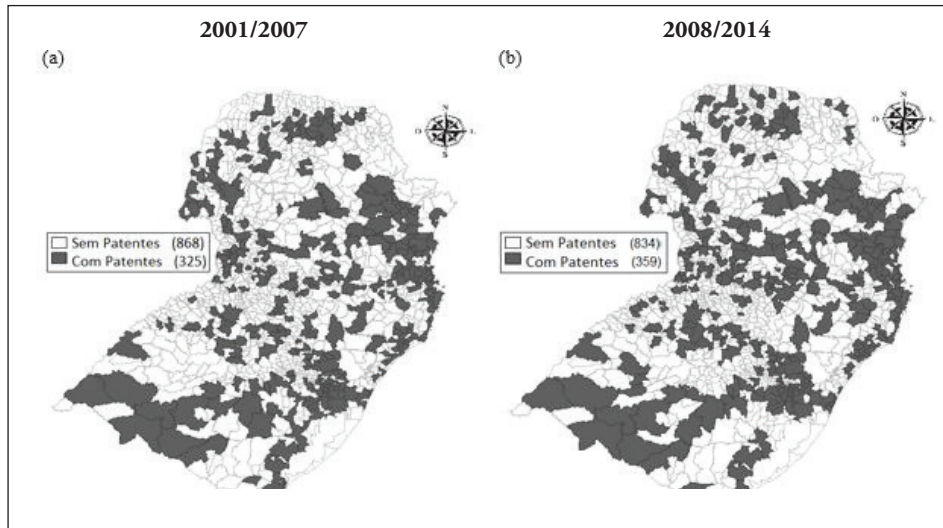 2001/2007
2008/2014
(a)
(b)
N
O L
S
N
O L
S
Sem Patentes (868)
Com Patentes (325)
Sem Patentes (834)
Com Patentes (359)